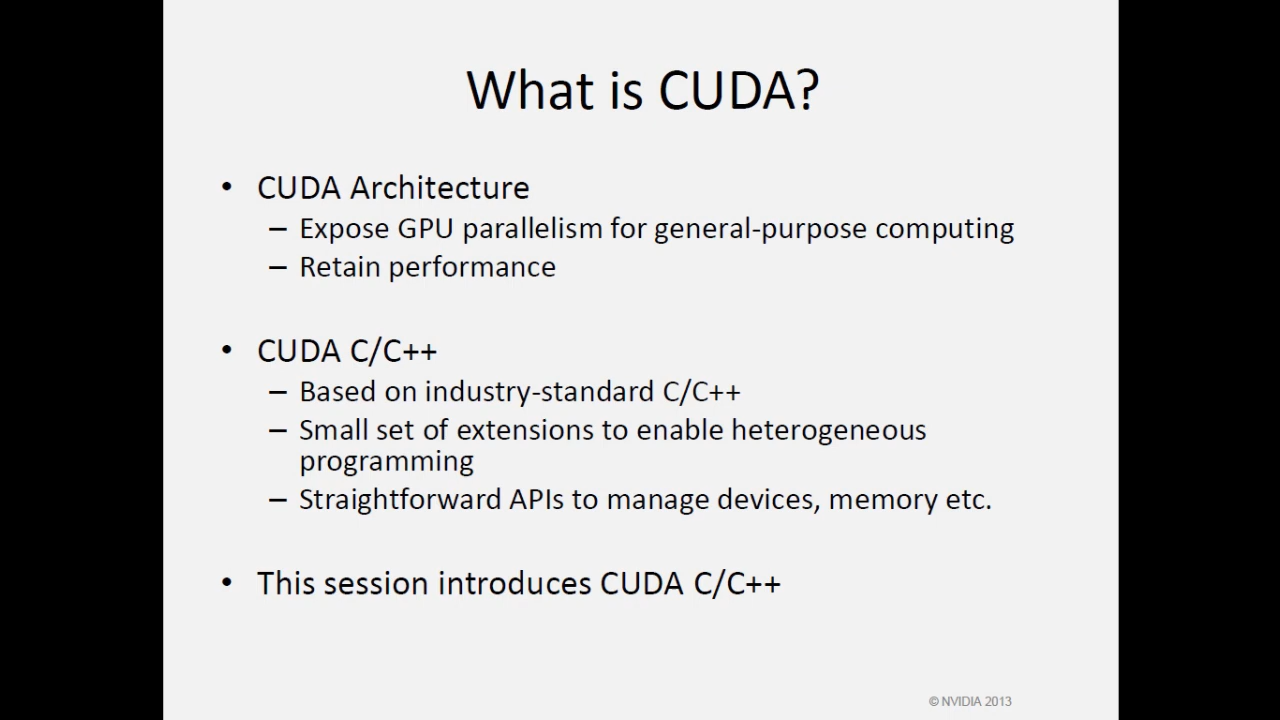 What is CUDA?
• CUDA Architecture
– Expose GPU parallelism for general-purpose computing
– Retain performance
• CUDA C/C++
– Based on industry-standard C/C++
– Small set of extensions to enable heterogeneous
programming
– Straightforward APIs to manage devices, memory etc.
• This session introduces CUDA C/C++
© NVIDIA 2013